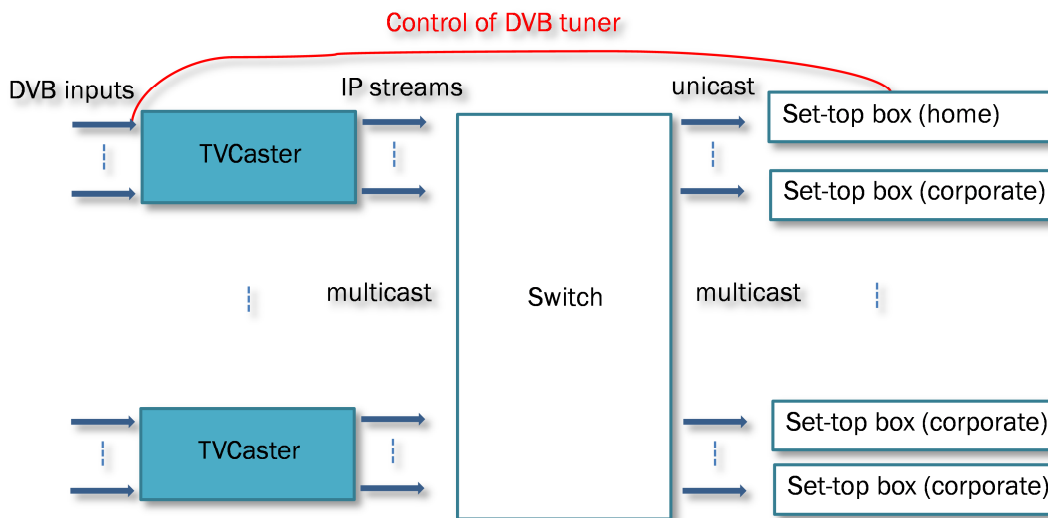 Control of DVB tuner
DVB inputs
IP streams
unicast
Set-top box (home)
TVCaster
Set-top box (corporate)
multicast
Switch
multicast
Set-top box (corporate)
TVCaster
Set-top box (corporate)